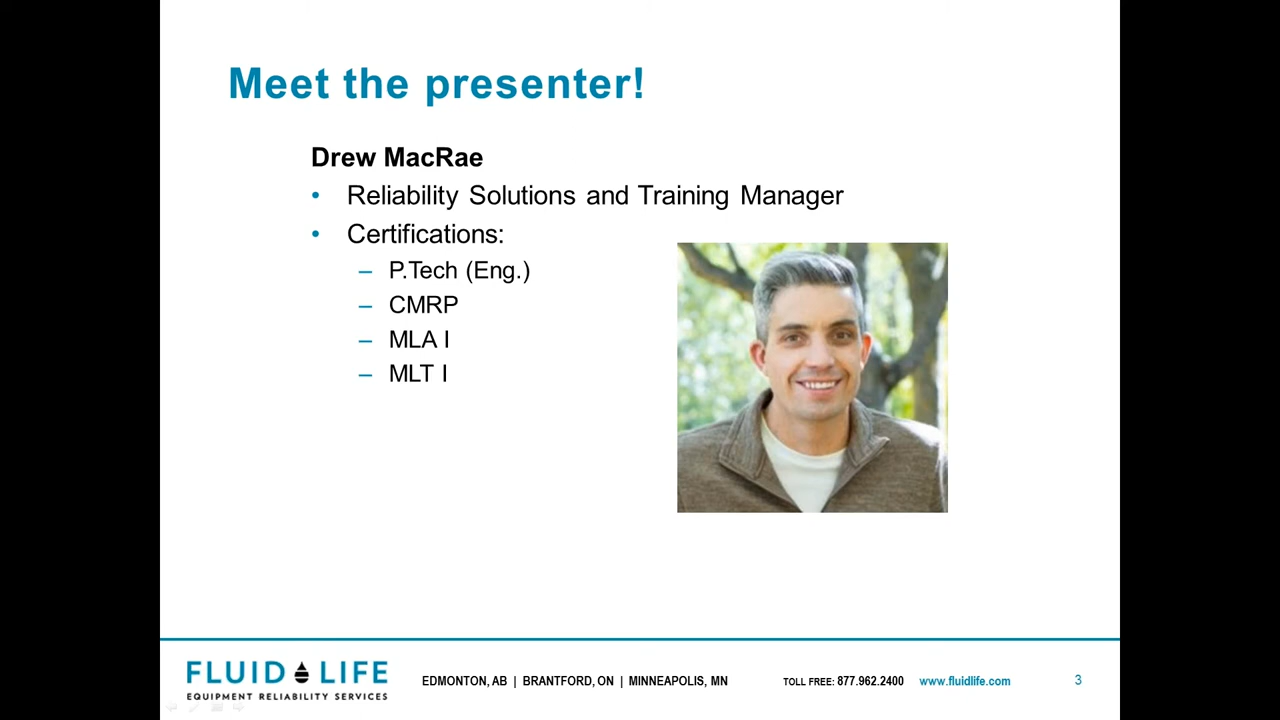 Meet the presenter!
Drew MacRae
• Reliability Solutions and Training Manager
• Certifications:
– P.Tech (Eng.)
– CMRP
– MLA I
– MLT I
FLUID LIFE
EQUIPMENT RELIABILITY SERVICES
EDMONTON, AB | BRANTFORD, ON | MINNEAPOLIS, MN
TOLL FREE: 877.962.2400 www.fluidlife.com
3